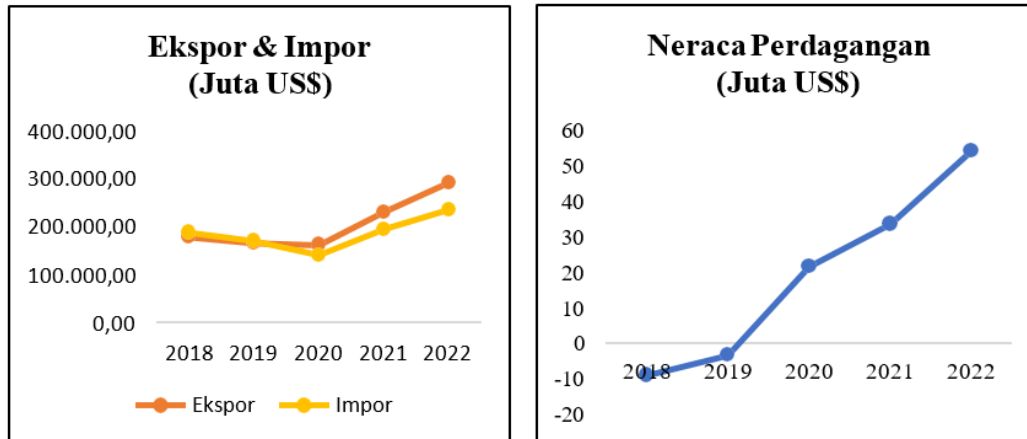 Ekspor & Impor
(Juta US$)
400.000,00
300.000,00
200.000,00
100.000,00
0,00
2018 2019 2020 2021 2022
Ekspor Impor
Neraca Perdagangan
(Juta US$)
60
50
40
30
20
10
0
2018 2019 2020 2021 2022
-10
-20